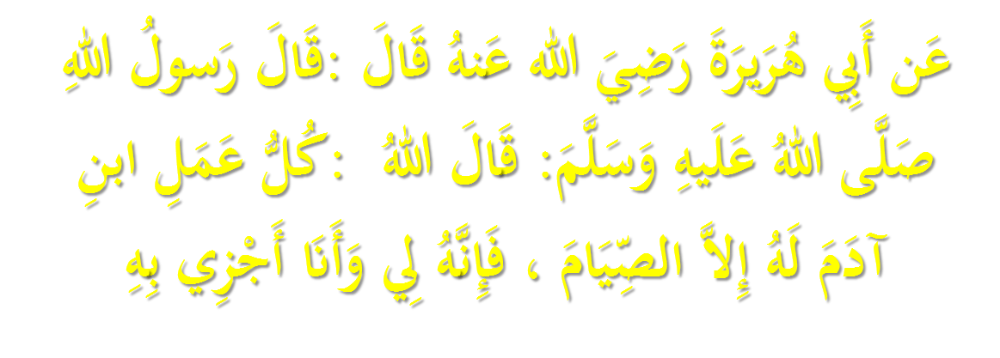 عَن أَبِي هُرَيرَةَ رَضِيَ الله عَنهُ قَالَ :قَالَ رَسولُ اللهِ
صَلَّى اللهُ عَلَيهِ وَسَلَّمَ: قَالَ اللهُ :كُلُّ عَمَلِ ابنِ
آدَمَ لَهُ إِلاَّ الصِّيَامَ ، فَإِنَّهُ لِي وَأَنَا أَجْزِي بِهِ